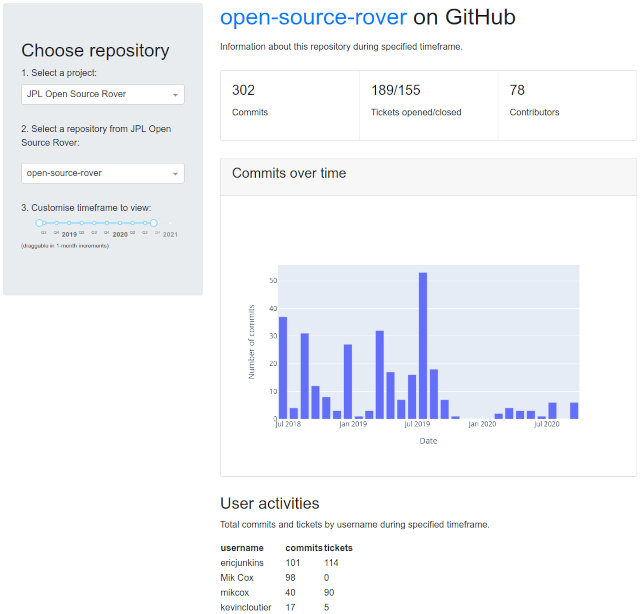 Choose repository
1. Select a project:
JPL Open Source Rover
2. Select a repository from JPL Open
Source Rover:
open-source-rover
3. Customise timeframe to view:
Q3 Q4 2019 Q2 Q3 Q4 2020 Q2 Q3 Q4 2021
(draggable in 1-month increments)
open-source-rover on GitHub
Information about this repository during specified timeframe.
302
Commits
189/155
Tickets opened/closed
78
Contributors
Commits over time
Number of commits
50
40
30
20
10
0
Jul 2018 Jan 2019 Jul 2019 Jan 2020 Jul 2020
Date
User activities
Total commits and tickets by username during specified timeframe.
username commits tickets
ericjunkins 101 114
Mik Cox 98 0
mikcox 40 90
kevincloutier 17 5